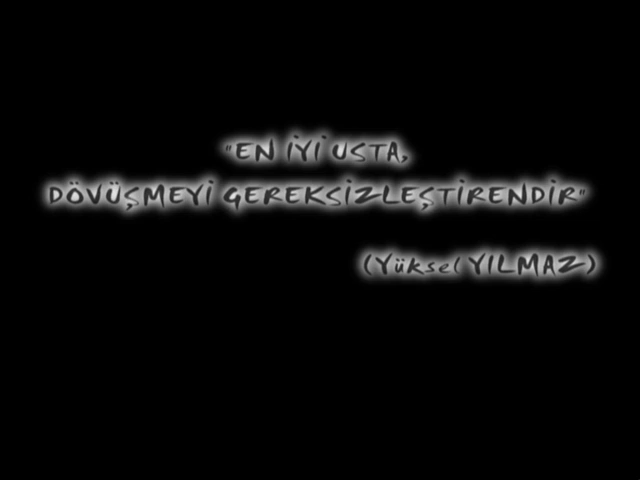 "EN İYİ USTA,
DÖVÜŞMEYİ GEREKSİZLEŞTİRENDİR"
(Yüksel YILMAZ)